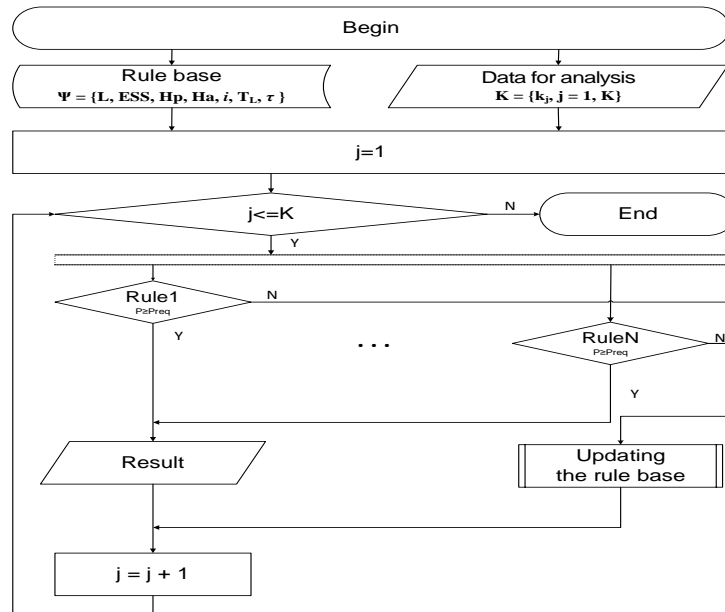 Begin
Rule base
Ψ = {L, ESS, Hp, Ha, i, T_L, τ }
Data for analysis
K = {k_j, j = 1, K}
j=1
j<=K
N
End
Y
Rule1
P≥Preq
N
Y
...
RuleN
P≥Preq
N
Y
Result
Updating
the rule base
j = j + 1